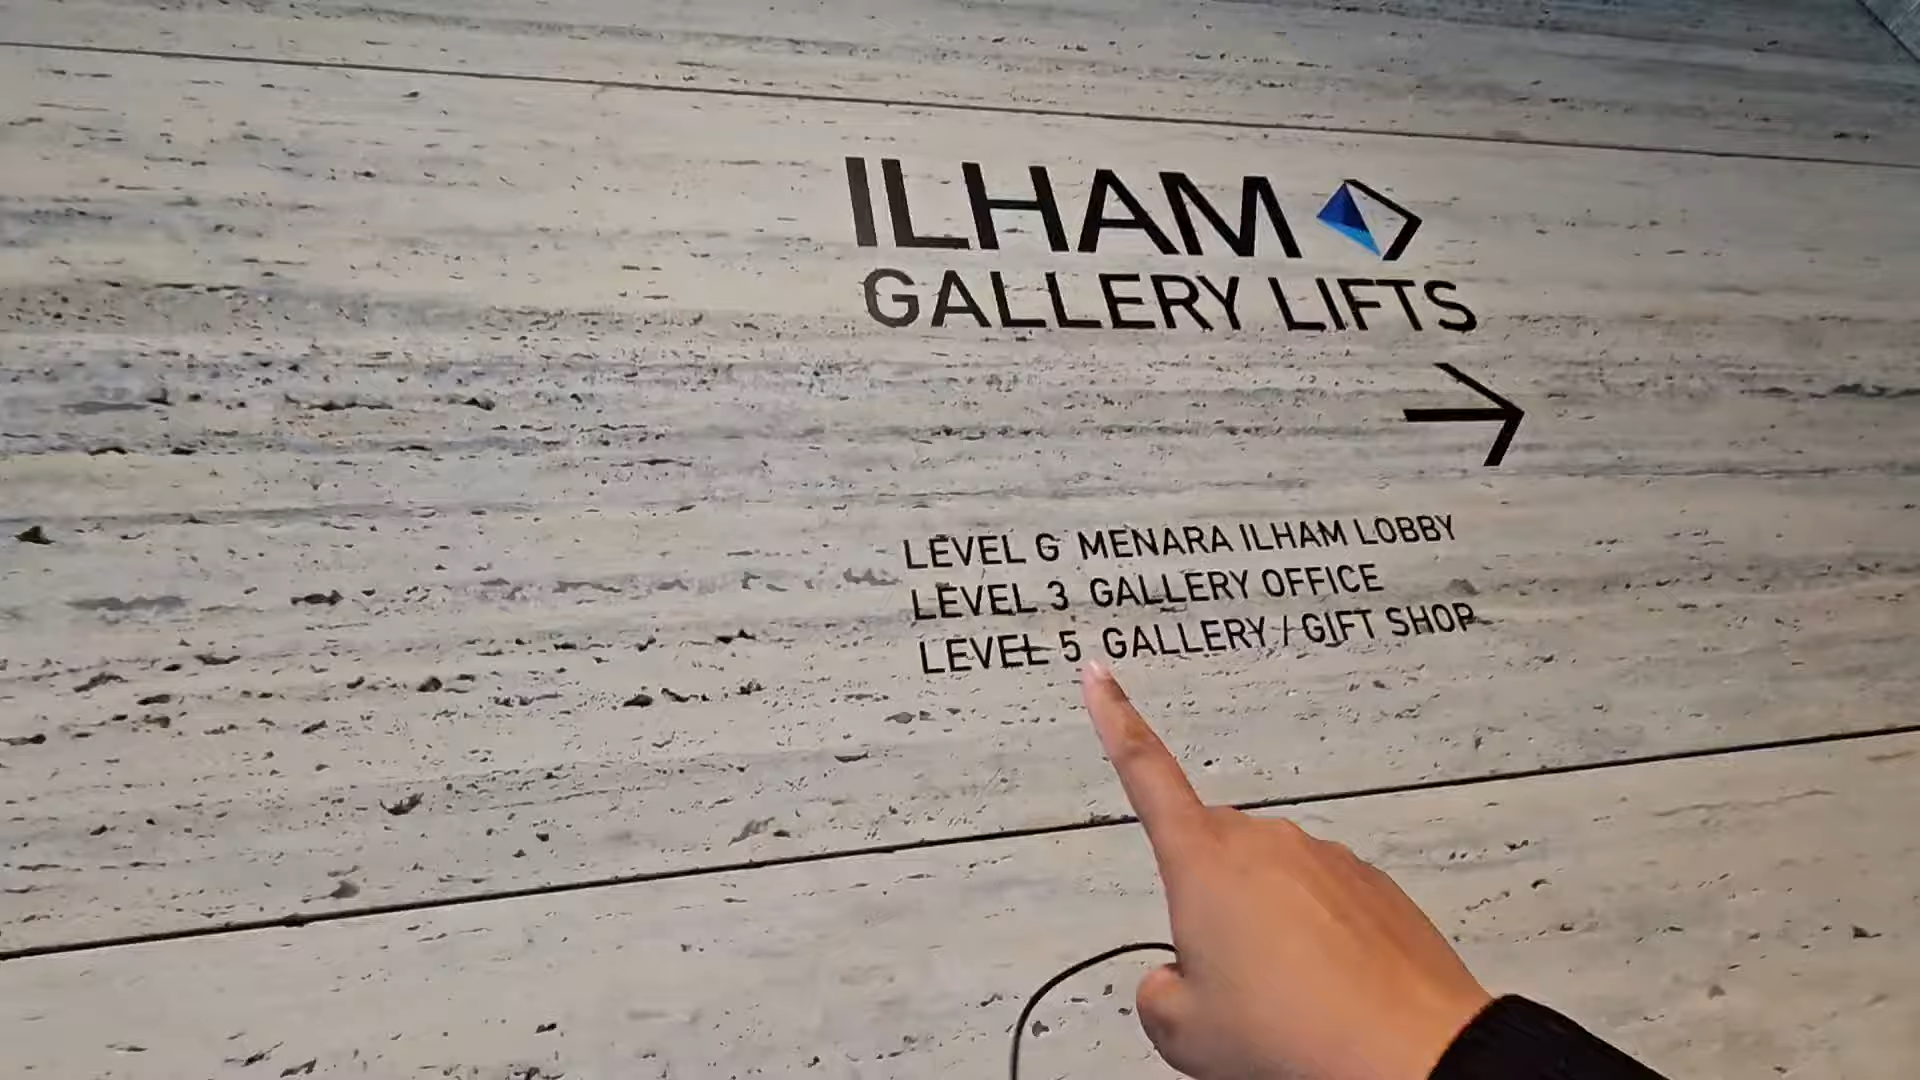 ILHAM
GALLERY LIFTS
LEVEL G MENARA ILHAM LOBBY
LEVEL 3 GALLERY OFFICE
LEVEL 5 GALLERY / GIFT SHOP